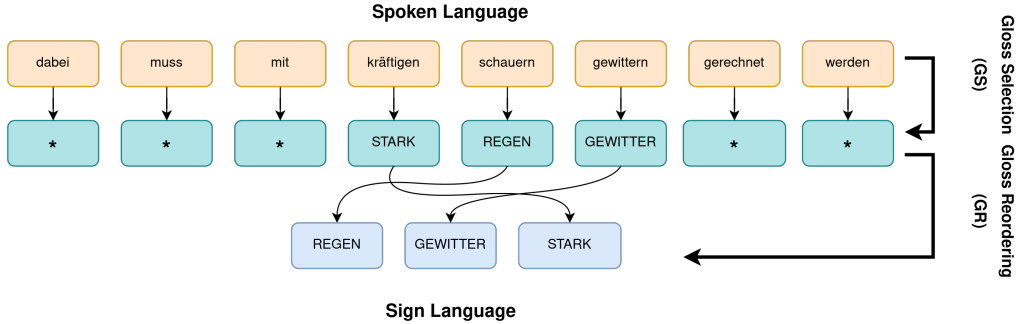 Spoken Language
dabei muss mit kräftigen schauern gewittern gerechnet werden
* * * STARK REGEN GEWITTER * *
REGEN GEWITTER STARK
Sign Language
Gloss Selection
(GS)
Gloss Reordering
(GR)